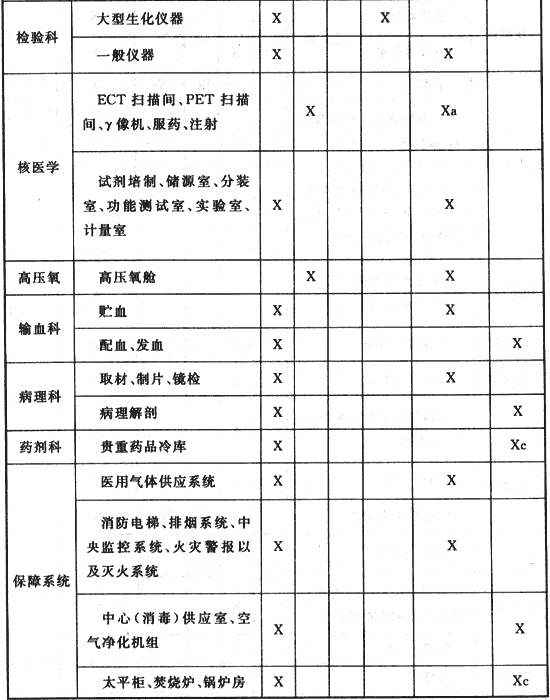 检验科
大型生化仪器 X X
一般仪器 X X
核医学
ECT 扫描间、PET 扫描
间、γ像机、服药、注射
X Xa
试剂培制、储源室、分装
室、功能测试室、实验室、
计量室
X X
高压氧 高压氧舱 X X
输血科
贮血 X X
配血、发血 X X
病理科
取材、制片、镜检 X X
病理解剖 X X
药剂科 贵重药品冷库 X Xc
保障系统
医用气体供应系统 X X
消防电梯、排烟系统、中
央监控系统、火灾警报以
及灭火系统
X X
中心(消毒)供应室、空
气净化机组
X X
太平柜、焚烧炉、锅炉房 X Xc